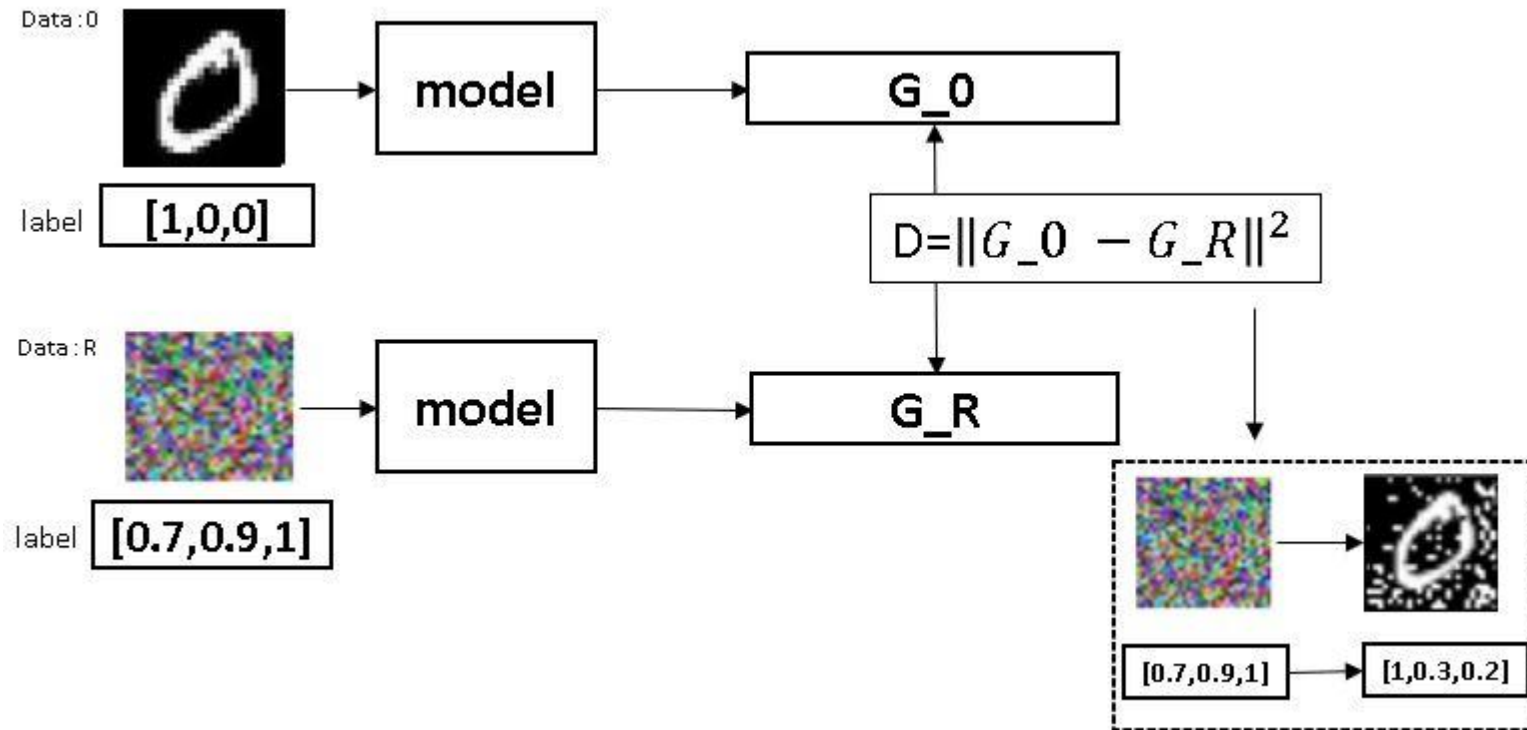 Data:0
model
G_0
label [1,0,0]
D=‖G_0 − G_R‖²
Data:R
model
G_R
label [0.7,0.9,1]
[0.7,0.9,1]
[1,0.3,0.2]